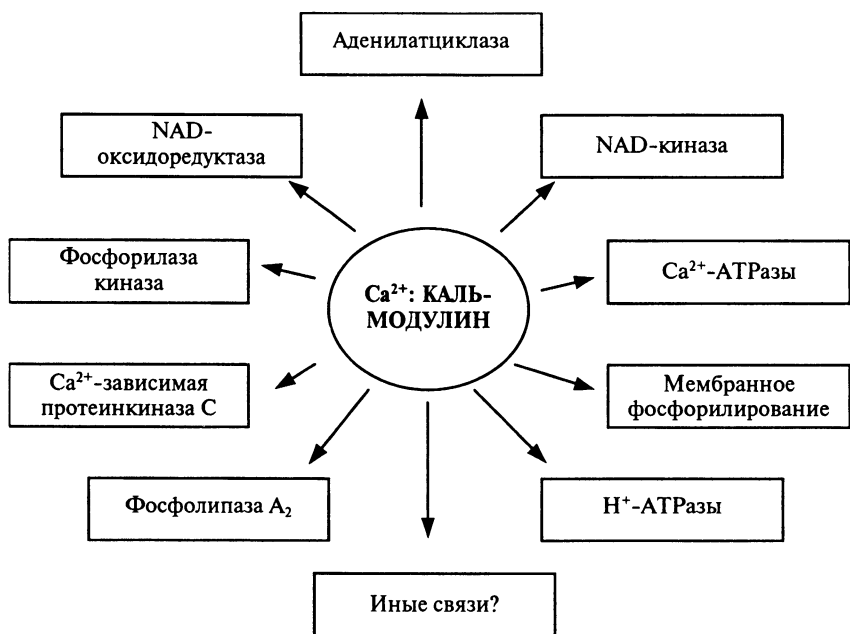 Аденилатциклаза
NAD-
оксидоредуктаза
NAD-киназа
Фосфорилаза
киназа
Ca²⁺: КАЛЬ-
МОДУЛИН
Ca²⁺-АТРазы
Ca²⁺-зависимая
протеинкиназа С
Мембранное
фосфорилирование
Фосфолипаза А₂
Н⁺-АТРазы
Иные связи?